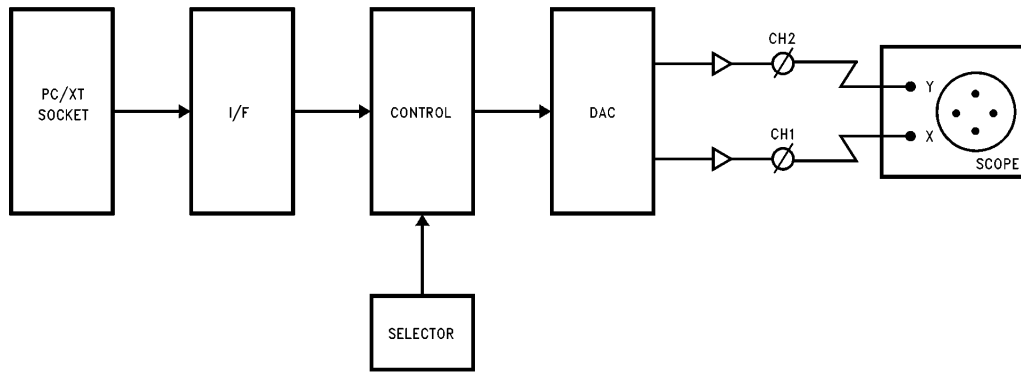 PC/XT
SOCKET
I/F
CONTROL
DAC
CH2
CH1
Y
X
SCOPE
SELECTOR